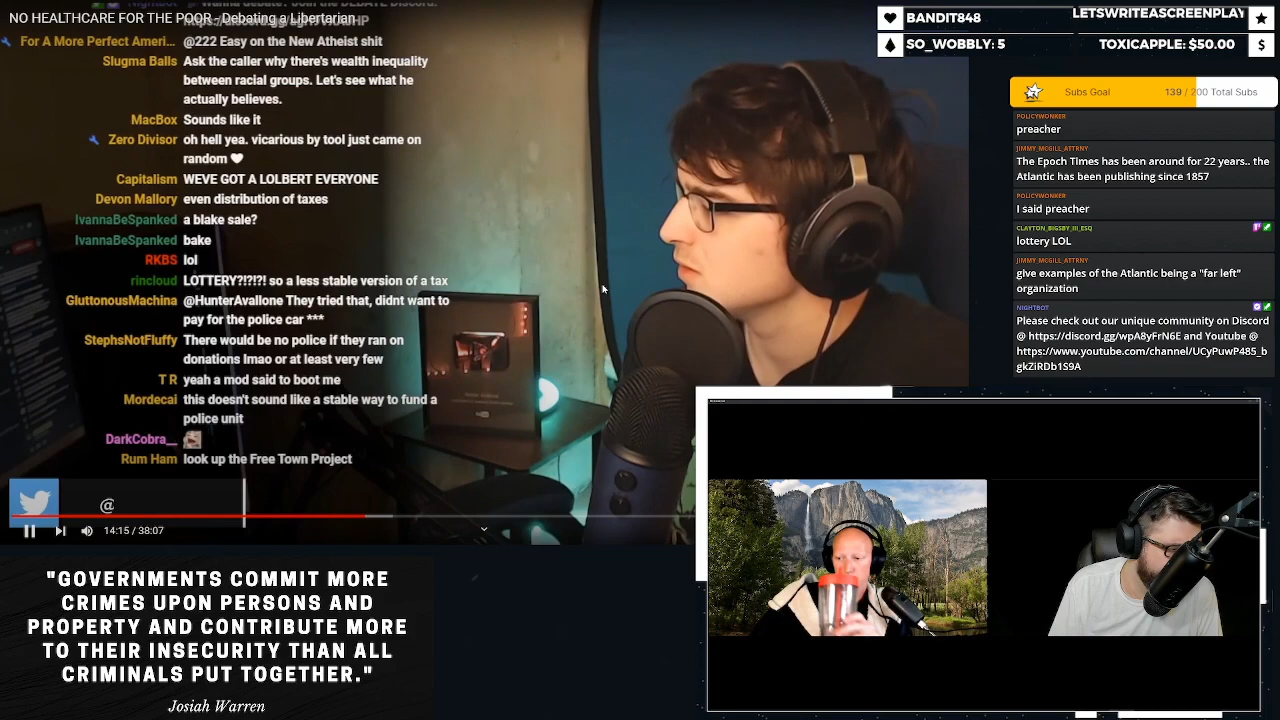 NO HEALTHCARE FOR THE POOR - Debating a Libertarian
For A More Perfect Ameri... @222 Easy on the New Atheist shit
Slugma Balls Ask the caller why there's wealth inequality
between racial groups. Let's see what he
actually believes.
MacBox Sounds like it
Zero Divisor oh hell yea. vicarious by tool just came on
random ♥
Capitalism WEVE GOT A LOLBERT EVERYONE
Devon Mallory even distribution of taxes
IvannaBeSpanked a blake sale?
IvannaBeSpanked bake
RKBS lol
rincloud LOTTERY?!?!?! so a less stable version of a tax
GluttonousMachina @HunterAvallone They tried that, didnt want to
pay for the police car ***
StephsNotFluffy There would be no police if they ran on
donations lmao or at least very few
T R yeah a mod said to boot me
Mordecai this doesn't sound like a stable way to fund a
police unit
DarkCobra__
Rum Ham look up the Free Town Project
@
14:15 / 38:07
"GOVERNMENTS COMMIT MORE
CRIMES UPON PERSONS AND
PROPERTY AND CONTRIBUTE MORE
TO THEIR INSECURITY THAN ALL
CRIMINALS PUT TOGETHER."
Josiah Warren
BANDIT848
LETSWRITEASCREENPLAY
SO_WOBBLY: 5
TOXICAPPLE: $50.00
Subs Goal 139 / 200 Total Subs
POLICYWONKER
preacher
JIMMY_MCGILL_ATTRNY
The Epoch Times has been around for 22 years.. the
Atlantic has been publishing since 1857
POLICYWONKER
I said preacher
CLAYTON_BIGSBY_III_ESQ
lottery LOL
JIMMY_MCGILL_ATTRNY
give examples of the Atlantic being a "far left"
organization
NIGHTBOT
Please check out our unique community on Discord
@ https://discord.gg/wpA8yFrN6E and Youtube @
https://www.youtube.com/channel/UCyPuwP485_b
gkZiRDb1S9A